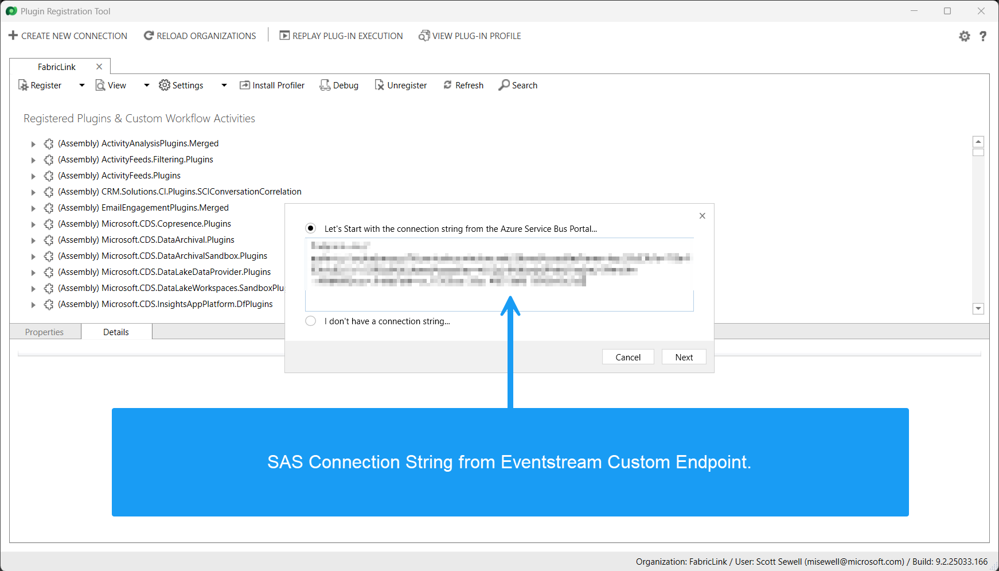 Plugin Registration Tool
CREATE NEW CONNECTION RELOAD ORGANIZATIONS REPLAY PLUG-IN EXECUTION VIEW PLUG-IN PROFILE ?
FabricLink
Register View Settings Install Profiler Debug Unregister Refresh Search
Registered Plugins & Custom Workflow Activities
(Assembly) ActivityAnalysisPlugins.Merged
(Assembly) ActivityFeeds.Filtering.Plugins
(Assembly) ActivityFeeds.Plugins
(Assembly) CRM.Solutions.CI.Plugins.SCIConversationCorrelation
(Assembly) EmailEngagementPlugins.Merged
(Assembly) Microsoft.CDS.Copresence.Plugins
(Assembly) Microsoft.CDS.DataArchival.Plugins
(Assembly) Microsoft.CDS.DataArchivalSandbox.Plugins
(Assembly) Microsoft.CDS.DataLakeDataProvider.Plugins
(Assembly) Microsoft.CDS.DataLakeWorkspaces.SandboxPlu
(Assembly) Microsoft.CDS.InsightsAppPlatform.DfPlugins
Let's Start with the connection string from the Azure Service Bus Portal...
I don't have a connection string...
Cancel Next
Properties Details
SAS Connection String from Eventstream Custom Endpoint.
Organization: FabricLink / User: Scott Sewell (misewell@microsoft.com) / Build: 9.2.25033.166